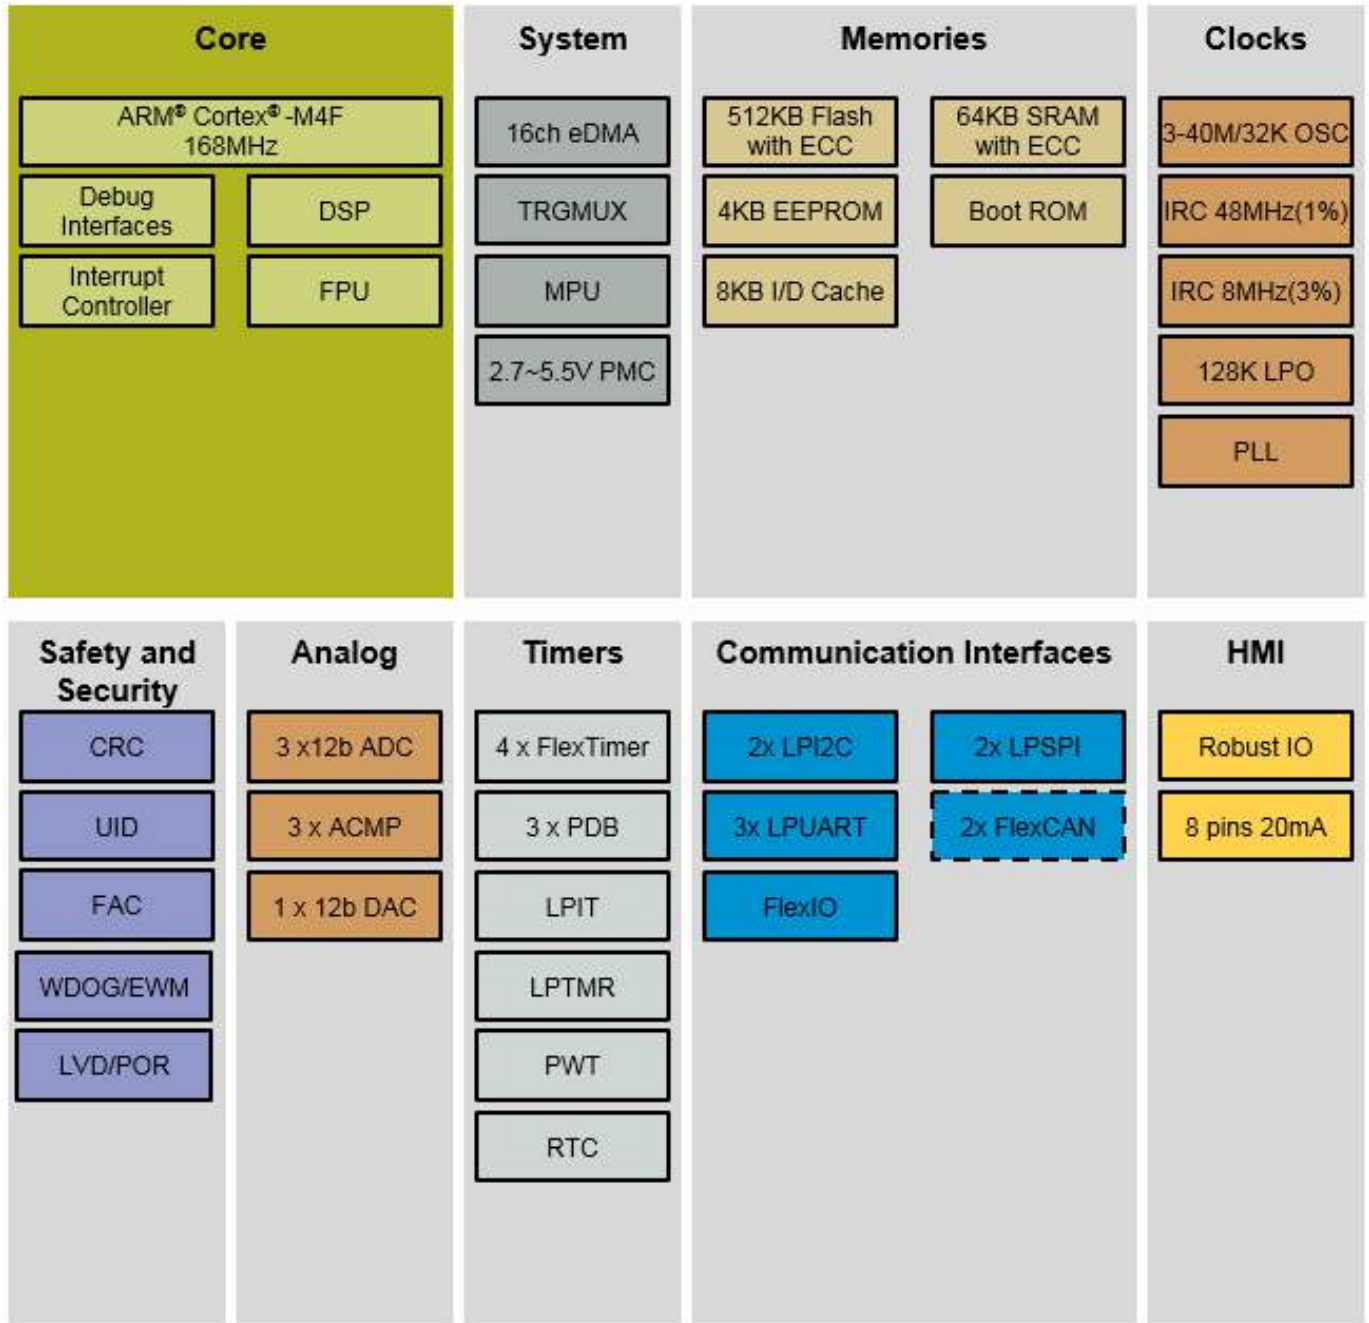 Core
ARM® Cortex® -M4F
168MHz
Debug
Interfaces
DSP
Interrupt
Controller
FPU
System
16ch eDMA
TRGMUX
MPU
2.7~5.5V PMC
Memories
512KB Flash
with ECC
64KB SRAM
with ECC
4KB EEPROM
Boot ROM
8KB I/D Cache
Clocks
3-40M/32K OSC
IRC 48MHz(1%)
IRC 8MHz(3%)
128K LPO
PLL
Safety and
Security
CRC
UID
FAC
WDOG/EWM
LVD/POR
Analog
3 x12b ADC
3 x ACMP
1 x 12b DAC
Timers
4 x FlexTimer
3 x PDB
LPIT
LPTMR
PWT
RTC
Communication Interfaces
2x LPI2C
2x LPSPI
3x LPUART
2x FlexCAN
FlexIO
HMI
Robust IO
8 pins 20mA